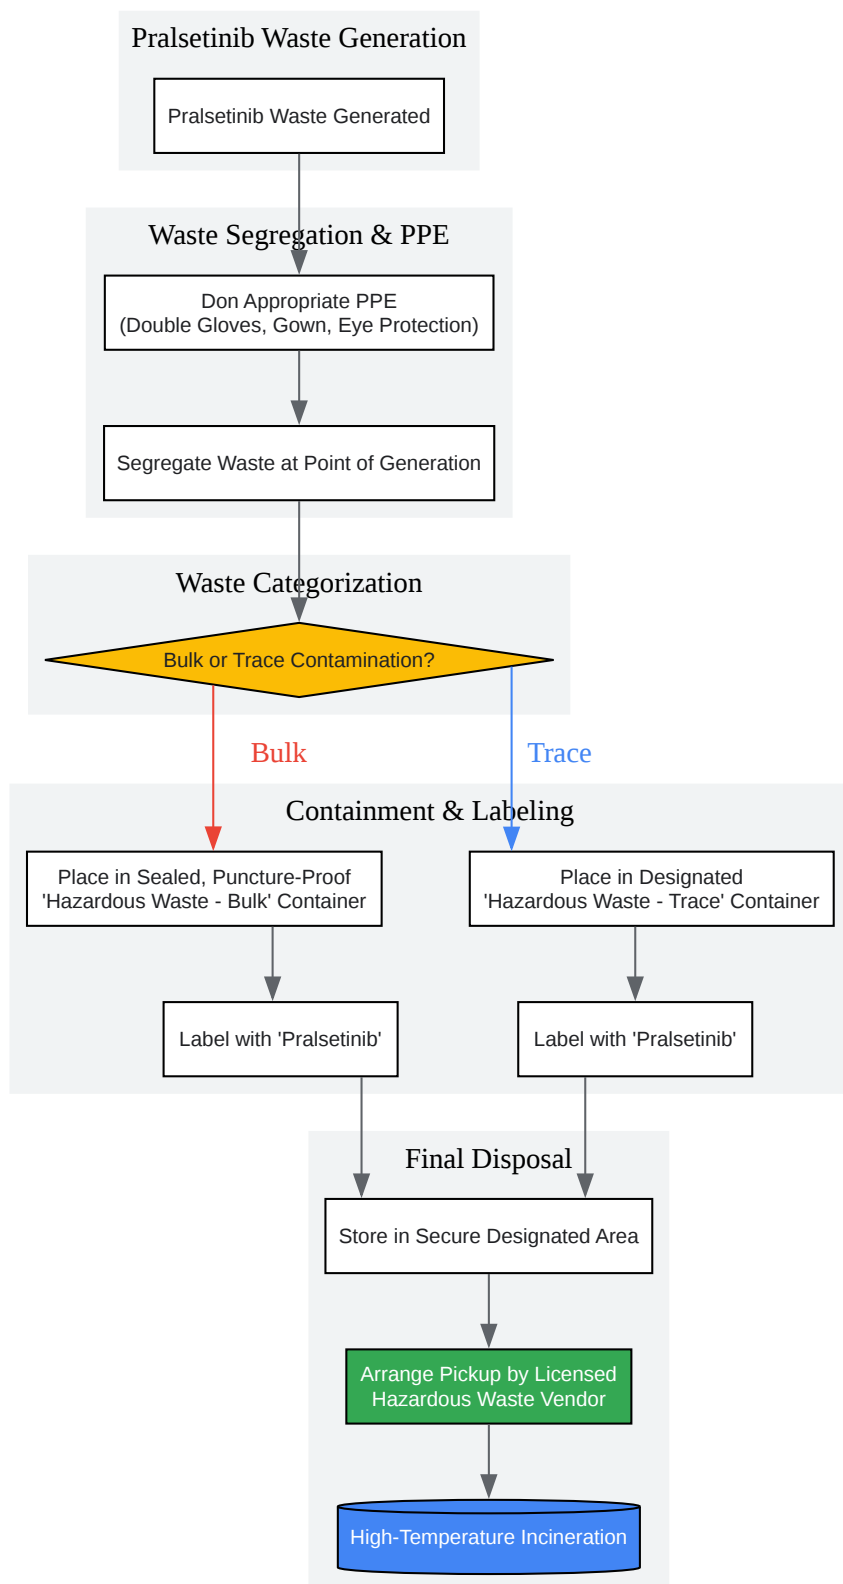 Pralsetinib Waste Generation
Pralsetinib Waste Generated
Waste Segregation & PPE
Don Appropriate PPE
(Double Gloves, Gown, Eye Protection)
Segregate Waste at Point of Generation
Waste Categorization
Bulk or Trace Contamination?
Bulk
Trace
Containment & Labeling
Place in Sealed, Puncture-Proof
'Hazardous Waste - Bulk' Container
Place in Designated
'Hazardous Waste - Trace' Container
Label with 'Pralsetinib'
Label with 'Pralsetinib'
Final Disposal
Store in Secure Designated Area
Arrange Pickup by Licensed
Hazardous Waste Vendor
High-Temperature Incineration